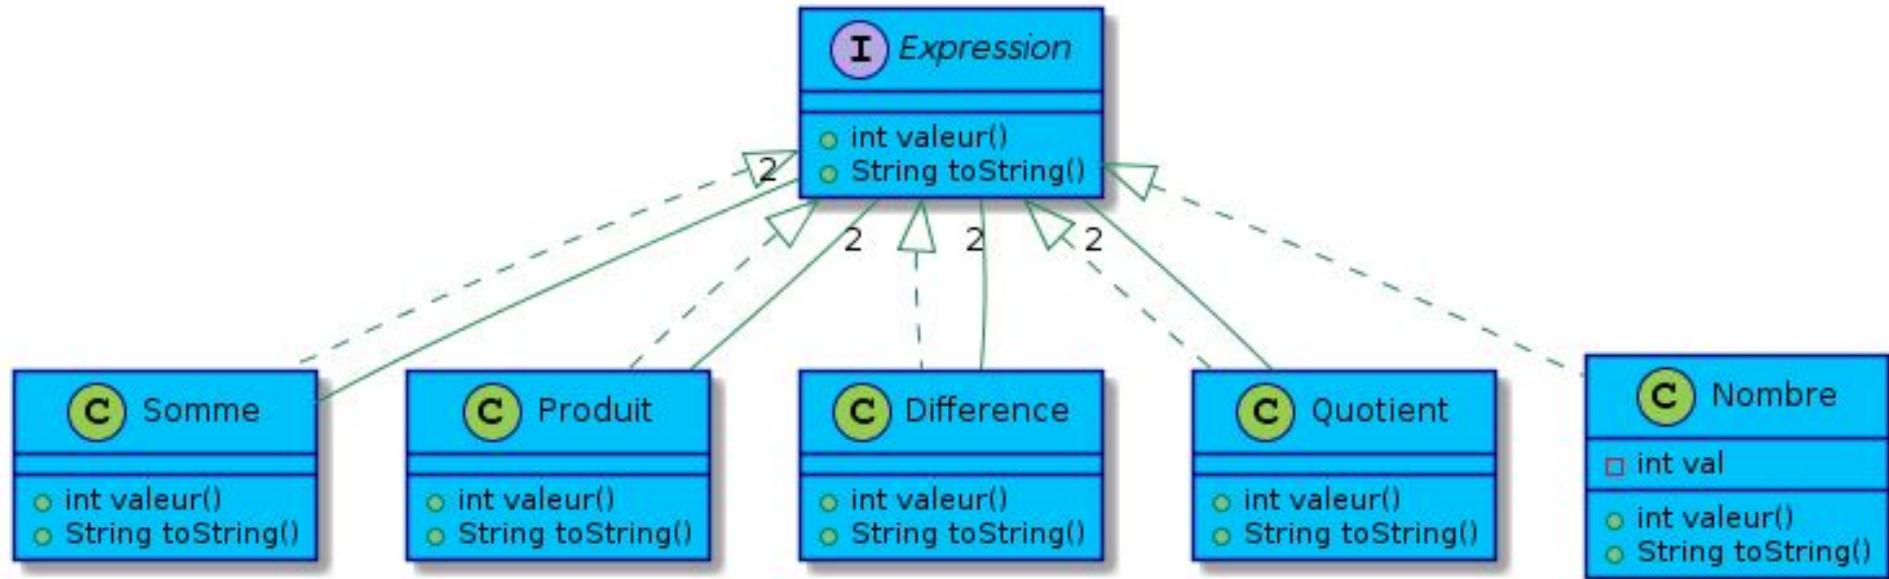 I Expression
int valeur()
String toString()
2
2
2
2
C Somme
int valeur()
String toString()
C Produit
int valeur()
String toString()
C Difference
int valeur()
String toString()
C Quotient
int valeur()
String toString()
C Nombre
int val
int valeur()
String toString()